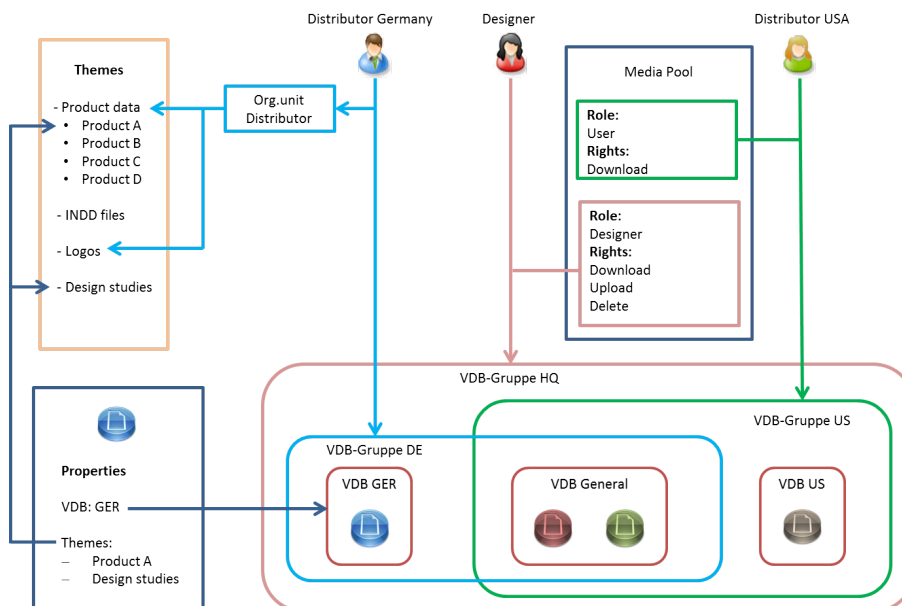 Distributor Germany
Designer
Distributor USA
Themes
- Product data
• Product A
• Product B
• Product C
• Product D
- INDD files
- Logos
- Design studies
Org.unit
Distributor
Media Pool
Role:
User
Rights:
Download
Role:
Designer
Rights:
Download
Upload
Delete
VDB-Gruppe HQ
VDB-Gruppe US
VDB-Gruppe DE
VDB GER
VDB General
VDB US
Properties
VDB: GER
Themes:
– Product A
– Design studies